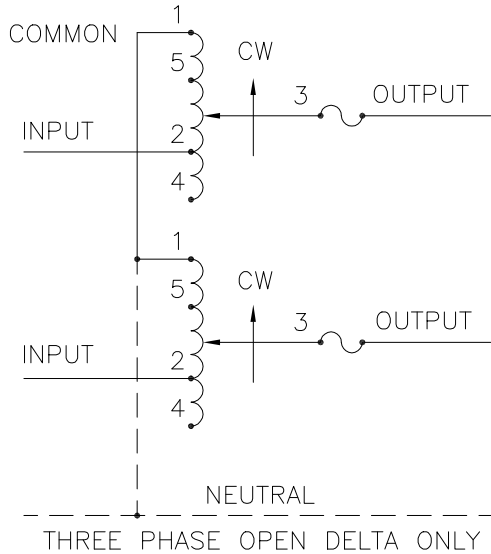 1
COMMON
CW
5
3
OUTPUT
INPUT
2
4
1
CW
5
3
OUTPUT
INPUT
2
4
NEUTRAL
THREE PHASE OPEN DELTA ONLY